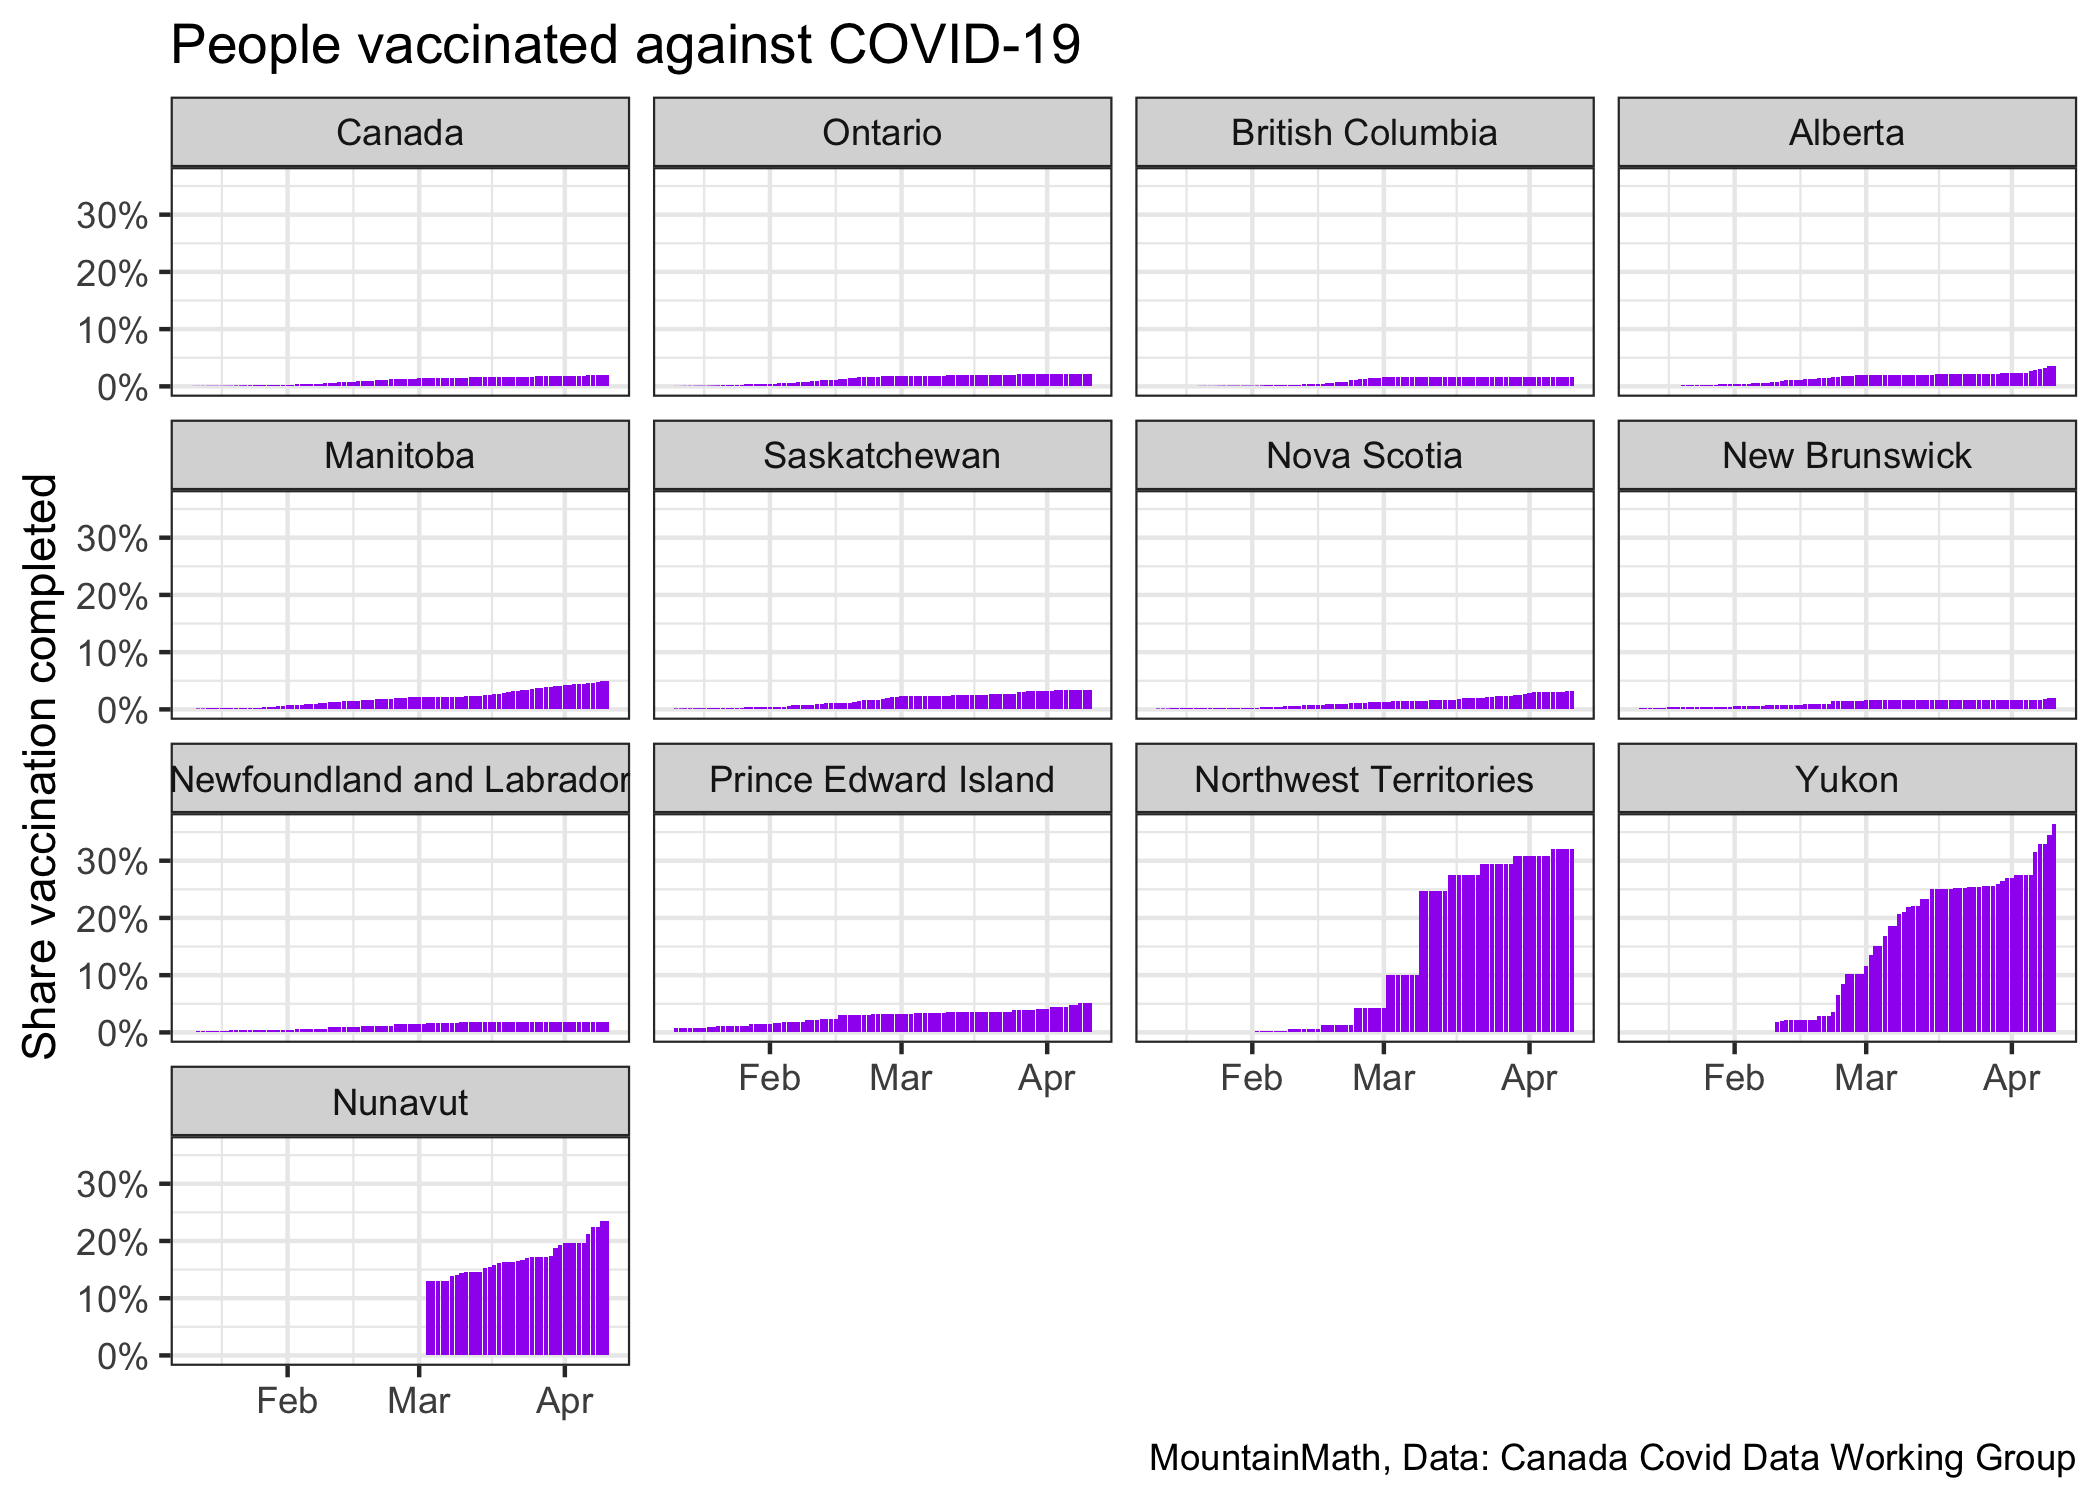 People vaccinated against COVID-19
Share vaccination completed
Canada
Ontario
British Columbia
Alberta
30%
20%
10%
0%
Manitoba
Saskatchewan
Nova Scotia
New Brunswick
30%
20%
10%
0%
Newfoundland and Labrador
Prince Edward Island
Northwest Territories
Yukon
30%
20%
10%
0%
Feb Mar Apr
Feb Mar Apr
Feb Mar Apr
Nunavut
30%
20%
10%
0%
Feb Mar Apr
MountainMath, Data: Canada Covid Data Working Group